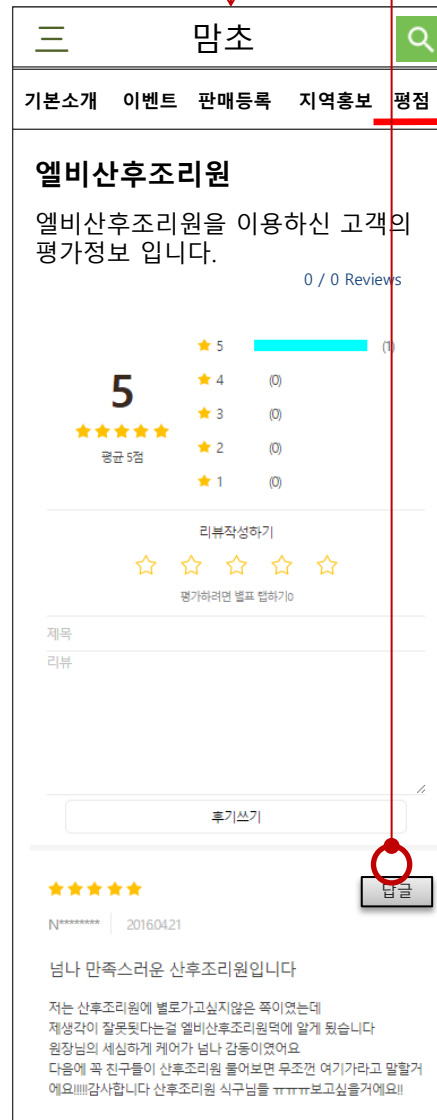 맘초
기본소개 이벤트 판매등록 지역홍보 평점
엘비산후조리원
엘비산후조리원을 이용하신 고객의
평가정보 입니다.
0 / 0 Reviews
5 (1)
4 (0)
3 (0)
2 (0)
1 (0)
5
평균 5점
리뷰작성하기
평가하려면 별표 탭하기0
제목
리뷰
후기쓰기
답글
N******** 2016.04.21
넘나 만족스러운 산후조리원입니다
저는 산후조리원에 별로가고싶지않은 쪽이였는데
제생각이 잘못됫다는걸 엘비산후조리원덕에 알게 됬습니다
원장님의 세심하게 케어가 넘나 감동이였어요
다음에 꼭 친구들이 산후조리원 물어보면 무조껀 여기가라고 말할거
에요!!!!!감사합니다 산후조리원 식구님들 ㅠㅠㅠㅠ보고싶을거에요!!